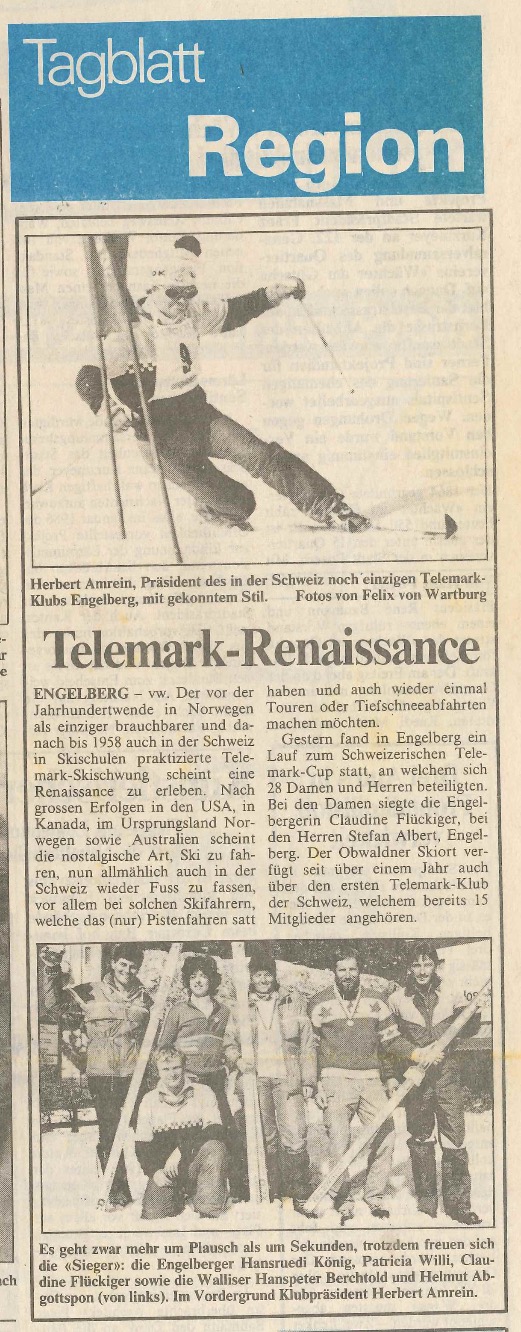 Tagblatt
Region
OK
9
Herbert Amrein, Präsident des in der Schweiz noch einzigen Telemark-
Klubs Engelberg, mit gekonntem Stil. Fotos von Felix von Wartburg
Telemark-Renaissance
ENGELBERG – vw. Der vor der
Jahrhundertwende in Norwegen
als einziger brauchbarer und da-
nach bis 1958 auch in der Schweiz
in Skischulen praktizierte Tele-
mark-Skischwung scheint eine
Renaissance zu erleben. Nach
grossen Erfolgen in den USA, in
Kanada, im Ursprungsland Nor-
wegen sowie Australien scheint
die nostalgische Art, Ski zu fah-
ren, nun allmählich auch in der
Schweiz wieder Fuss zu fassen,
vor allem bei solchen Skifahrern,
welche das (nur) Pistenfahren satt
haben und auch wieder einmal
Touren oder Tiefschneeabfahrten
machen möchten.
Gestern fand in Engelberg ein
Lauf zum Schweizerischen Tele-
mark-Cup statt, an welchem sich
28 Damen und Herren beteiligten.
Bei den Damen siegte die Engel-
bergerin Claudine Flückiger, bei
den Herren Stefan Albert, Engel-
berg. Der Obwaldner Skiort ver-
fügt seit über einem Jahr auch
über den ersten Telemark-Klub
der Schweiz, welchem bereits 15
Mitglieder angehören.
Es geht zwar mehr um Plausch als um Sekunden, trotzdem freuen sich
die «Sieger»: die Engelberger Hansruedi König, Patricia Willi, Clau-
dine Flückiger sowie die Walliser Hanspeter Berchtold und Helmut Ab-
gottspon (von links). Im Vordergrund Klubpräsident Herbert Amrein.